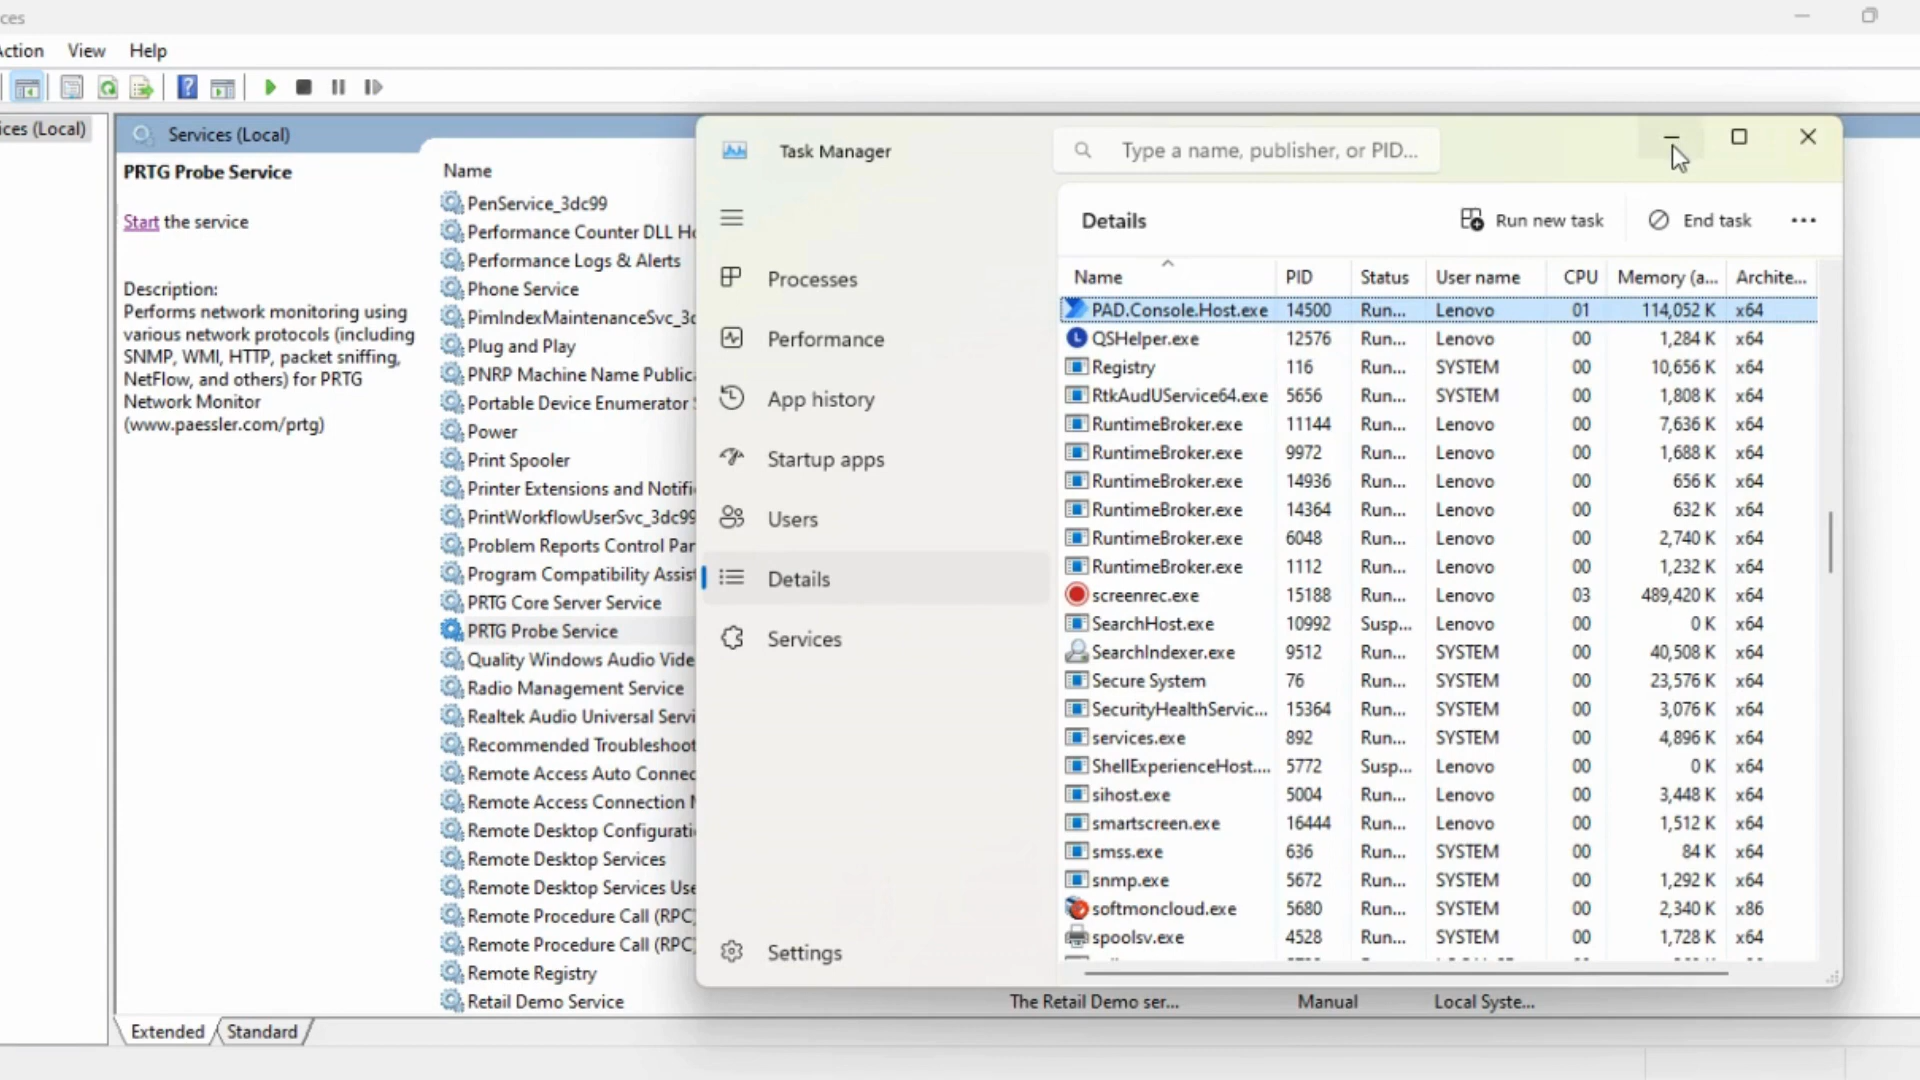 ces
Action View Help
ices (Local)
Services (Local)
PRTG Probe Service
Start the service
Description:
Performs network monitoring using
various network protocols (including
SNMP, WMI, HTTP, packet sniffing,
NetFlow, and others) for PRTG
Network Monitor
(www.paessler.com/prtg)
Name
PenService_3dc99
Performance Counter DLL Ho
Performance Logs & Alerts
Phone Service
PimIndexMaintenanceSvc_3d
Plug and Play
PNRP Machine Name Publica
Portable Device Enumerator S
Power
Print Spooler
Printer Extensions and Notifi
PrintWorkflowUserSvc_3dc99
Problem Reports Control Par
Program Compatibility Assist
PRTG Core Server Service
PRTG Probe Service
Quality Windows Audio Vide
Radio Management Service
Realtek Audio Universal Servi
Recommended Troubleshoot
Remote Access Auto Connec
Remote Access Connection M
Remote Desktop Configurati
Remote Desktop Services
Remote Desktop Services Use
Remote Procedure Call (RPC)
Remote Procedure Call (RPC)
Remote Registry
Retail Demo Service The Retail Demo ser... Manual Local Syste...
Extended Standard
Task Manager
Type a name, publisher, or PID...
Processes
Performance
App history
Startup apps
Users
Details
Services
Settings
Details Run new task End task
Name PID Status User name CPU Memory (a... Archite...
PAD.Console.Host.exe 14500 Run... Lenovo 01 114,052 K x64
QSHelper.exe 12576 Run... Lenovo 00 1,284 K x64
Registry 116 Run... SYSTEM 00 10,656 K x64
RtkAudUService64.exe 5656 Run... SYSTEM 00 1,808 K x64
RuntimeBroker.exe 11144 Run... Lenovo 00 7,636 K x64
RuntimeBroker.exe 9972 Run... Lenovo 00 1,688 K x64
RuntimeBroker.exe 14936 Run... Lenovo 00 656 K x64
RuntimeBroker.exe 14364 Run... Lenovo 00 632 K x64
RuntimeBroker.exe 6048 Run... Lenovo 00 2,740 K x64
RuntimeBroker.exe 1112 Run... Lenovo 00 1,232 K x64
screenrec.exe 15188 Run... Lenovo 03 489,420 K x64
SearchHost.exe 10992 Susp... Lenovo 00 0 K x64
SearchIndexer.exe 9512 Run... SYSTEM 00 40,508 K x64
Secure System 76 Run... SYSTEM 00 23,576 K x64
SecurityHealthServic... 15364 Run... SYSTEM 00 3,076 K x64
services.exe 892 Run... SYSTEM 00 4,896 K x64
ShellExperienceHost.... 5772 Susp... Lenovo 00 0 K x64
sihost.exe 5004 Run... Lenovo 00 3,448 K x64
smartscreen.exe 16444 Run... Lenovo 00 1,512 K x64
smss.exe 636 Run... SYSTEM 00 84 K x64
snmp.exe 5672 Run... SYSTEM 00 1,292 K x64
softmoncloud.exe 5680 Run... SYSTEM 00 2,340 K x86
spoolsv.exe 4528 Run... SYSTEM 00 1,728 K x64